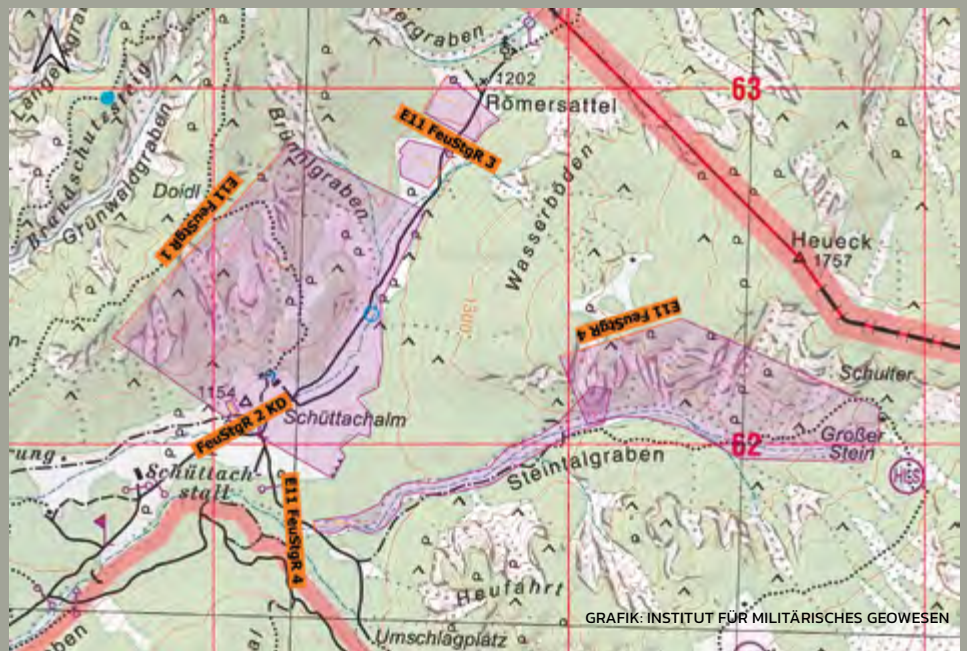 1202
Römersattel
63
E11 FeuStgR 3
Brünnlgraben
Brandschutzsteig
Grünwaldgraben
Doidl
E11 FeuStgR 1
Wasserböden
Heueck
1757
1300
E11 FeuStgR 4
1154
Schüttachalm
FeuStgR 2 KD
Schulter
62
Großer
Stein
Schüttach-
stall
Steintalgraben
HLS
E11 FeuStgR 4
Heufahrt
Umschlagplatz
GRAFIK: INSTITUT FÜR MILITÄRISCHES GEOWESEN